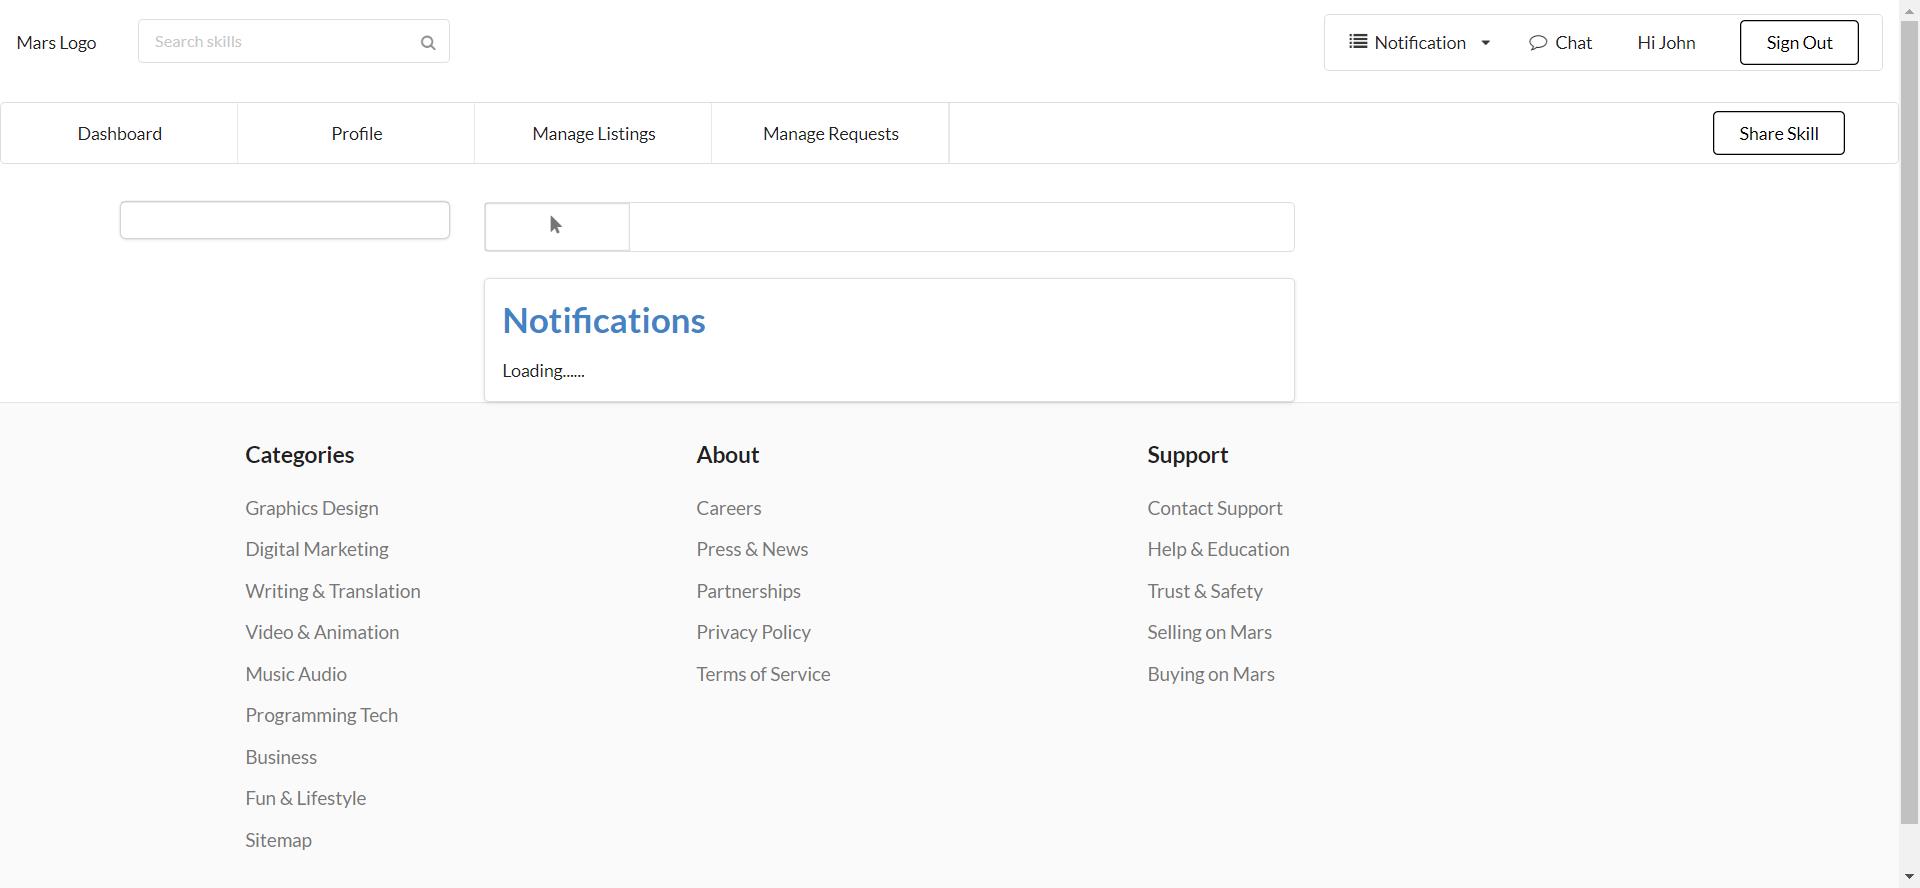 Mars Logo
Search skills
Notification
Chat
Hi John
Sign Out
Dashboard
Profile
Manage Listings
Manage Requests
Share Skill
Notifications
Loading......
Categories
Graphics Design
Digital Marketing
Writing & Translation
Video & Animation
Music Audio
Programming Tech
Business
Fun & Lifestyle
Sitemap
About
Careers
Press & News
Partnerships
Privacy Policy
Terms of Service
Support
Contact Support
Help & Education
Trust & Safety
Selling on Mars
Buying on Mars